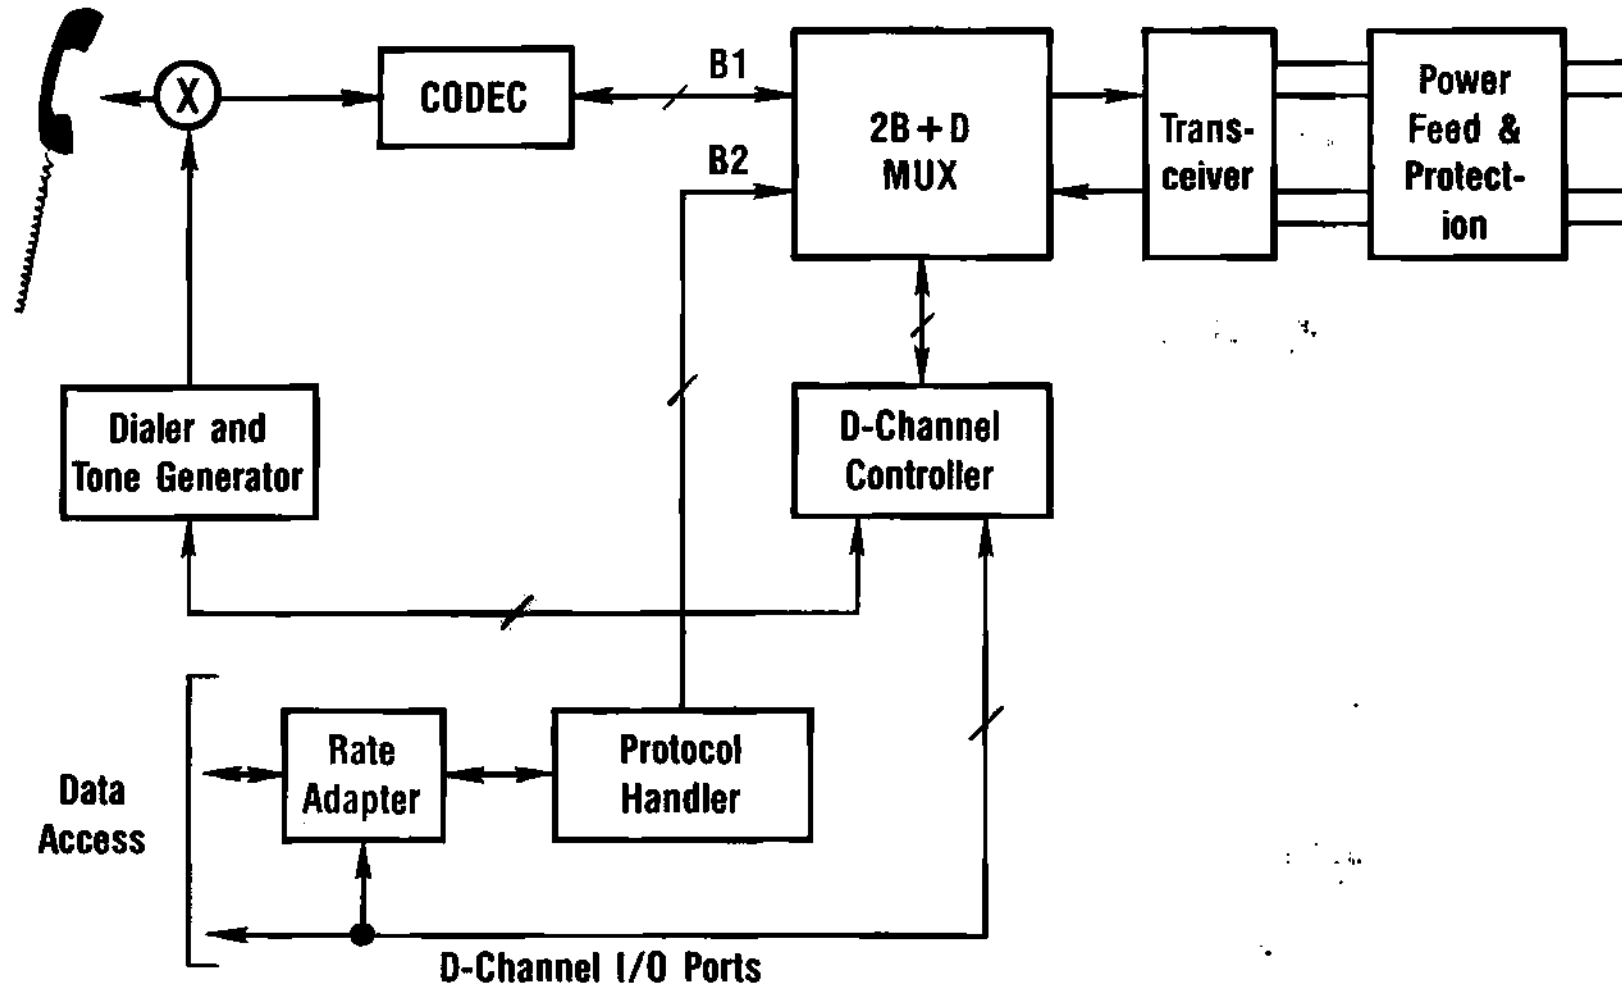 X
CODEC
B1
B2
2B + D
MUX
Trans-
ceiver
Power
Feed &
Protect-
ion
Dialer and
Tone Generator
D-Channel
Controller
Data
Access
Rate
Adapter
Protocol
Handler
D-Channel I/O Ports